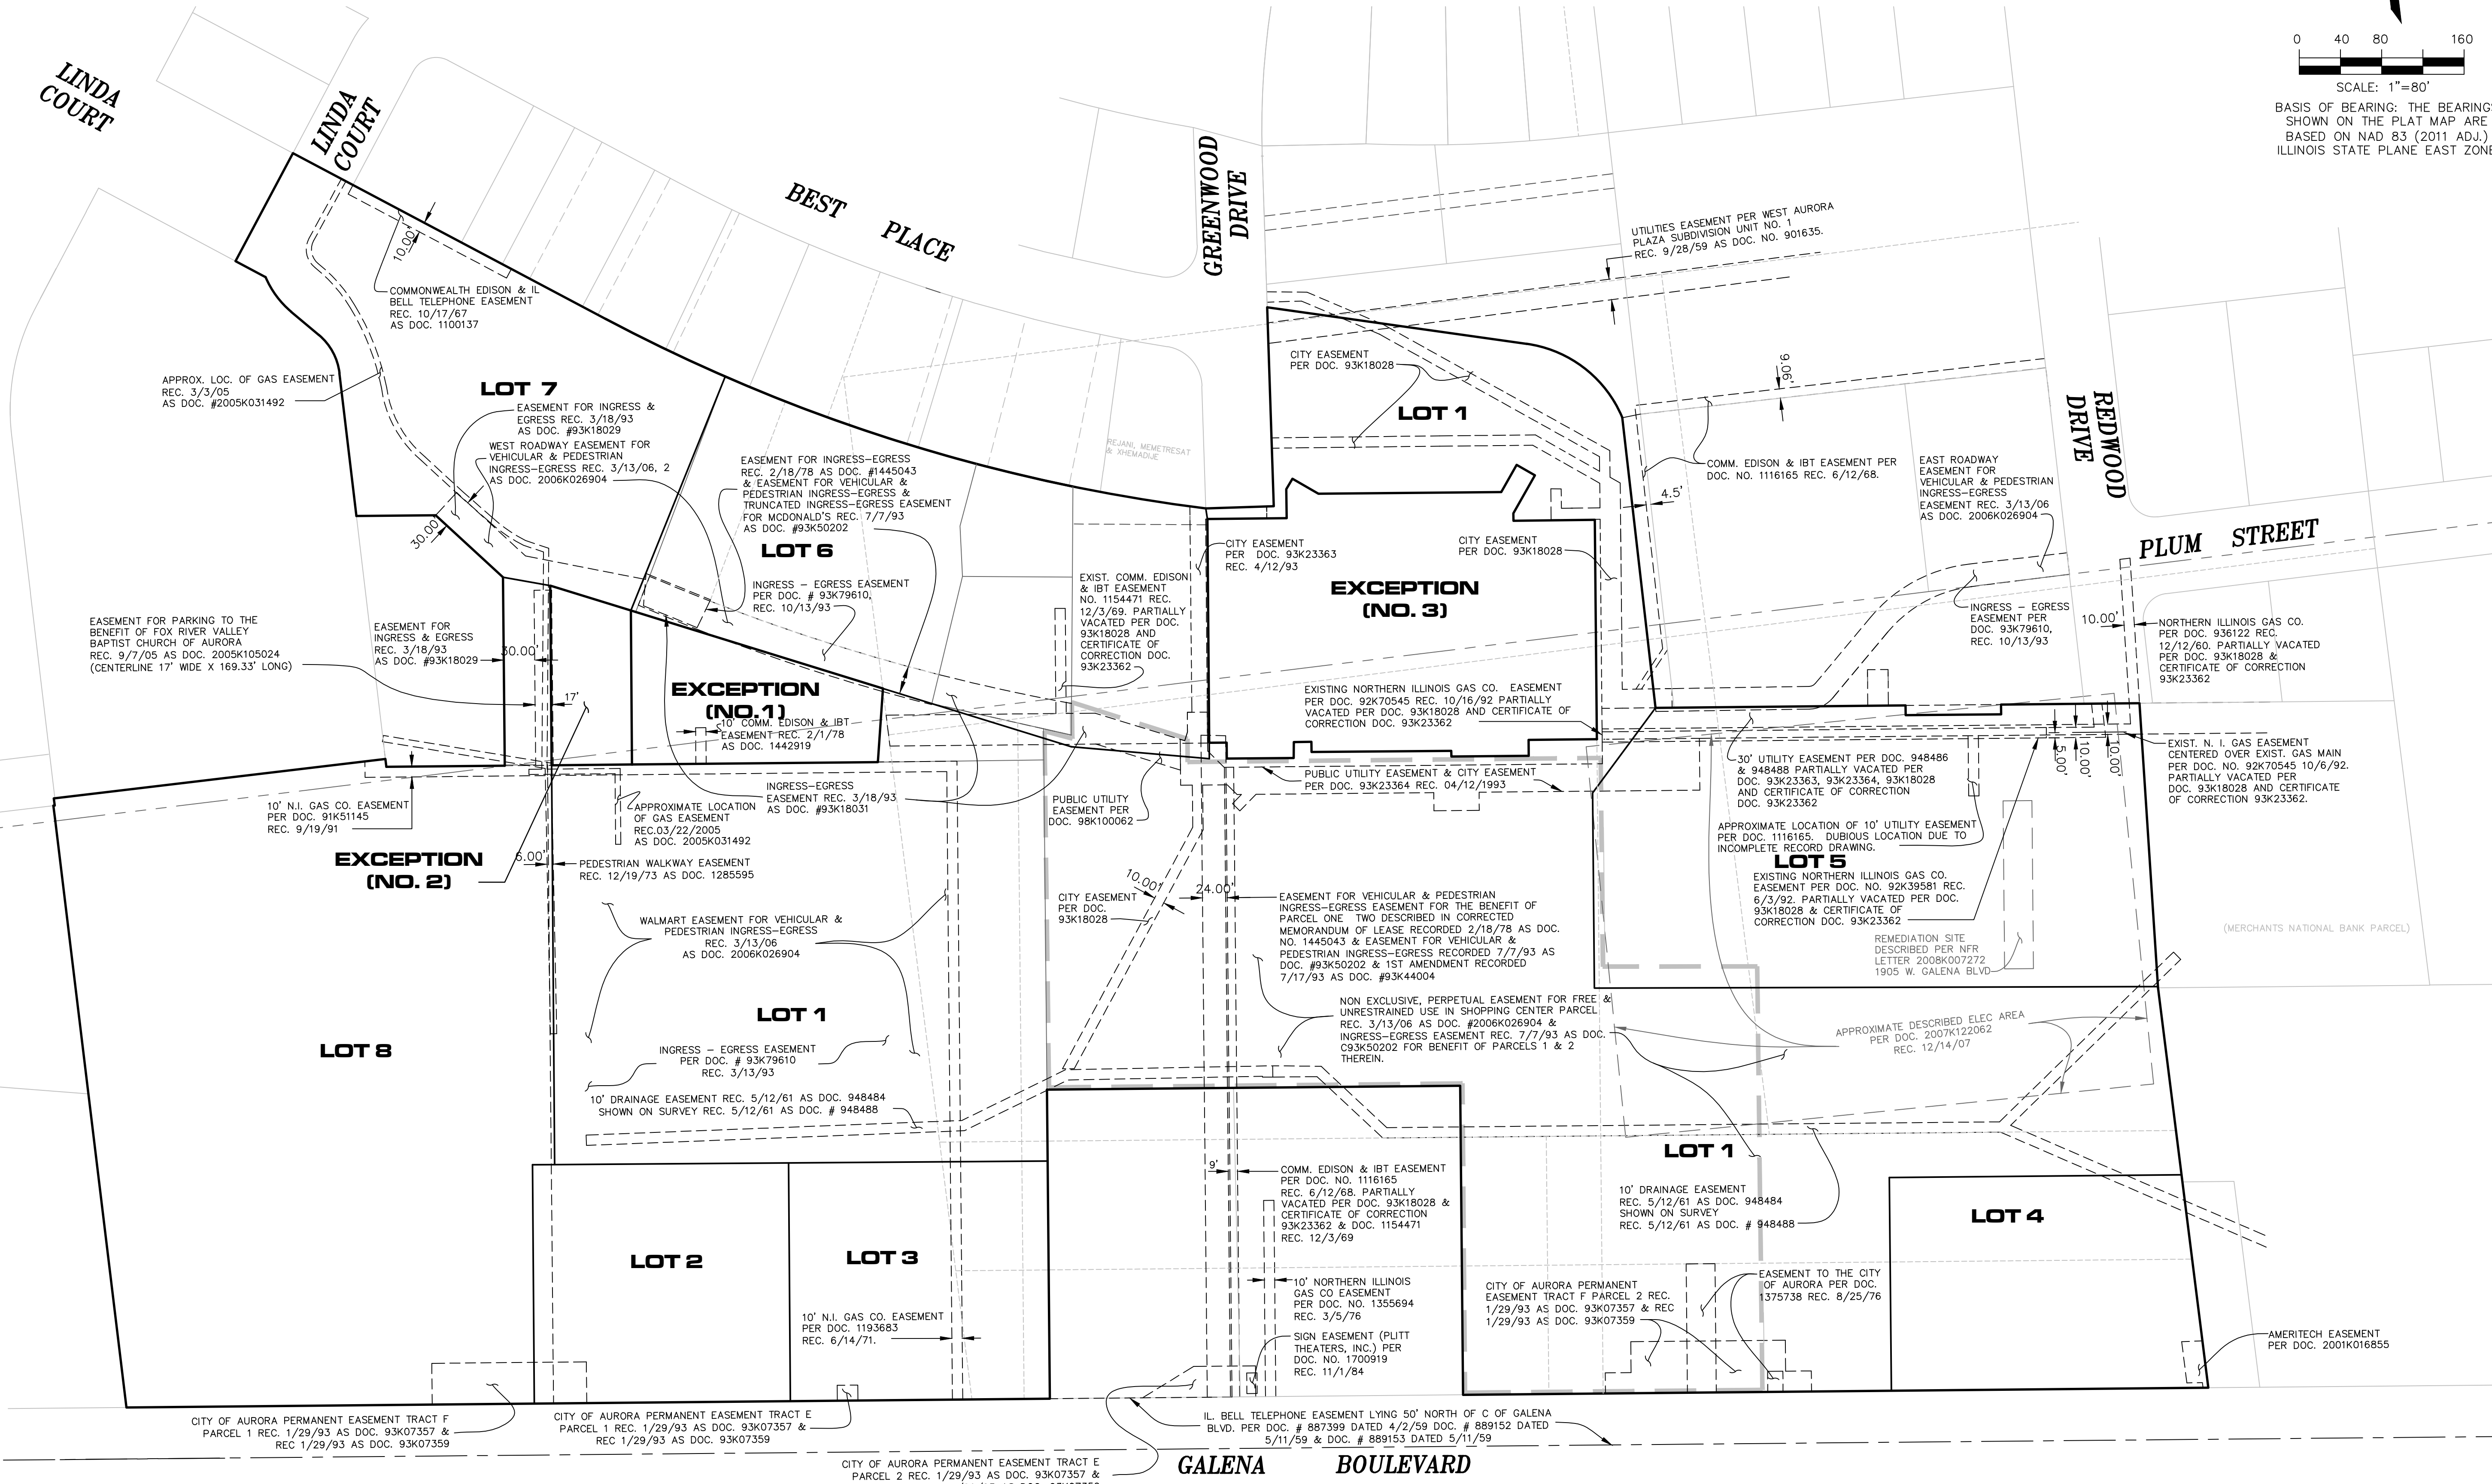 LINDA
COURT
LINDA
COURT
BEST PLACE
GREENWOOD
DRIVE
0 40 80 160
SCALE: 1"=80'
BASIS OF BEARING: THE BEARING
SHOWN ON THE PLAT MAP ARE
BASED ON NAD 83 (2011 ADJ.)
ILLINOIS STATE PLANE EAST ZONE
UTILITIES EASEMENT PER WEST AURORA
PLAZA SUBDIVISION UNIT NO. 1
REC. 9/28/59 AS DOC. NO. 901635.
10.00'
COMMONWEALTH EDISON & IL
BELL TELEPHONE EASEMENT
REC. 10/17/67
AS DOC. 1100137
APPROX. LOC. OF GAS EASEMENT
REC. 3/3/05
AS DOC. #2005K031492
LOT 7
EASEMENT FOR INGRESS &
EGRESS REC. 3/18/93
AS DOC. #93K18029
WEST ROADWAY EASEMENT FOR
VEHICULAR & PEDESTRIAN
INGRESS-EGRESS REC. 3/13/06, 2
AS DOC. 2006K026904
30.00'
EASEMENT FOR INGRESS-EGRESS
REC. 2/18/78 AS DOC. #1445043
& EASEMENT FOR VEHICULAR &
PEDESTRIAN INGRESS-EGRESS &
TRUNCATED INGRESS-EGRESS EASEMENT
FOR MCDONALD'S REC. 7/7/93
AS DOC. #93K50202
LOT 6
INGRESS - EGRESS EASEMENT
PER DOC. # 93K79610,
REC. 10/13/93
REJANI, MEMETRESAT
& XHEMADIJE
CITY EASEMENT
PER DOC. 93K18028
LOT 1
9.06'
COMM. EDISON & IBT EASEMENT PER
DOC. NO. 1116165 REC. 6/12/68.
4.5'
EAST ROADWAY
EASEMENT FOR
VEHICULAR & PEDESTRIAN
INGRESS-EGRESS
EASEMENT REC. 3/13/06
AS DOC. 2006K026904
REDWOOD
DRIVE
PLUM STREET
CITY EASEMENT
PER DOC. 93K23363
REC. 4/12/93
CITY EASEMENT
PER DOC. 93K18028
EXCEPTION
(NO. 3)
EXIST. COMM. EDISON
& IBT EASEMENT
NO. 1154471 REC.
12/3/69. PARTIALLY
VACATED PER DOC.
93K18028 AND
CERTIFICATE OF
CORRECTION DOC.
93K23362
INGRESS - EGRESS
EASEMENT PER
DOC. 93K79610,
REC. 10/13/93
10.00'
NORTHERN ILLINOIS GAS CO.
PER DOC. 936122 REC.
12/12/60. PARTIALLY VACATED
PER DOC. 93K18028 &
CERTIFICATE OF CORRECTION
93K23362
EASEMENT FOR PARKING TO THE
BENEFIT OF FOX RIVER VALLEY
BAPTIST CHURCH OF AURORA
REC. 9/7/05 AS DOC. 2005K105024
(CENTERLINE 17' WIDE X 169.33' LONG)
EASEMENT FOR
INGRESS & EGRESS
REC. 3/18/93
AS DOC. #93K18029
30.00'
17'
EXCEPTION
(NO.1)
10' COMM. EDISON & IBT
EASEMENT REC. 2/1/78
AS DOC. 1442919
EXISTING NORTHERN ILLINOIS GAS CO. EASEMENT
PER DOC. 92K70545 REC. 10/16/92 PARTIALLY
VACATED PER DOC. 93K18028 AND CERTIFICATE OF
CORRECTION DOC. 93K23362
PUBLIC UTILITY EASEMENT & CITY EASEMENT
PER DOC. 93K23364 REC. 04/12/1993
30' UTILITY EASEMENT PER DOC. 948486
& 948488 PARTIALLY VACATED PER
DOC. 93K23363, 93K23364, 93K18028
AND CERTIFICATE OF CORRECTION
DOC. 93K23362
5.00'
10.00'
10.00'
EXIST. N. I. GAS EASEMENT
CENTERED OVER EXIST. GAS MAIN
PER DOC. NO. 92K70545 10/6/92.
PARTIALLY VACATED PER
DOC. 93K18028 AND CERTIFICATE
OF CORRECTION 93K23362.
10' N.I. GAS CO. EASEMENT
PER DOC. 91K51145
REC. 9/19/91
APPROXIMATE LOCATION
OF GAS EASEMENT
REC.03/22/2005
AS DOC. 2005K031492
INGRESS-EGRESS
EASEMENT REC. 3/18/93
AS DOC. #93K18031
PUBLIC UTILITY
EASEMENT PER
DOC. 98K100062
APPROXIMATE LOCATION OF 10' UTILITY EASEMENT
PER DOC. 1116165. DUBIOUS LOCATION DUE TO
INCOMPLETE RECORD DRAWING.
LOT 5
EXISTING NORTHERN ILLINOIS GAS CO.
EASEMENT PER DOC. NO. 92K39581 REC.
6/3/92. PARTIALLY VACATED PER DOC.
93K18028 & CERTIFICATE OF
CORRECTION DOC. 93K23362
REMEDIATION SITE
DESCRIBED PER NFR
LETTER 2008K007272
1905 W. GALENA BLVD
(MERCHANTS NATIONAL BANK PARCEL)
EXCEPTION
(NO. 2)
6.00'
PEDESTRIAN WALKWAY EASEMENT
REC. 12/19/73 AS DOC. 1285595
WALMART EASEMENT FOR VEHICULAR &
PEDESTRIAN INGRESS-EGRESS
REC. 3/13/06
AS DOC. 2006K026904
CITY EASEMENT
PER DOC.
93K18028
10.001'
24.00'
EASEMENT FOR VEHICULAR & PEDESTRIAN
INGRESS-EGRESS EASEMENT FOR THE BENEFIT OF
PARCEL ONE TWO DESCRIBED IN CORRECTED
MEMORANDUM OF LEASE RECORDED 2/18/78 AS DOC.
NO. 1445043 & EASEMENT FOR VEHICULAR &
PEDESTRIAN INGRESS-EGRESS RECORDED 7/7/93 AS
DOC. #93K50202 & 1ST AMENDMENT RECORDED
7/17/93 AS DOC. #93K44004
NON EXCLUSIVE, PERPETUAL EASEMENT FOR FREE &
UNRESTRAINED USE IN SHOPPING CENTER PARCEL
REC. 3/13/06 AS DOC. #2006K026904 &
INGRESS-EGRESS EASEMENT REC. 7/7/93 AS DOC.
C93K50202 FOR BENEFIT OF PARCELS 1 & 2
THEREIN.
APPROXIMATE DESCRIBED ELEC AREA
PER DOC. 2007K122062
REC. 12/14/07
LOT 1
LOT 8
INGRESS - EGRESS EASEMENT
PER DOC. # 93K79610
REC. 3/13/93
10' DRAINAGE EASEMENT REC. 5/12/61 AS DOC. 948484
SHOWN ON SURVEY REC. 5/12/61 AS DOC. # 948488
LOT 2
LOT 3
10' N.I. GAS CO. EASEMENT
PER DOC. 1193683
REC. 6/14/71.
9'
COMM. EDISON & IBT EASEMENT
PER DOC. NO. 1116165
REC. 6/12/68. PARTIALLY
VACATED PER DOC. 93K18028 &
CERTIFICATE OF CORRECTION
93K23362 & DOC. 1154471
REC. 12/3/69
10' NORTHERN ILLINOIS
GAS CO EASEMENT
PER DOC. NO. 1355694
REC. 3/5/76
SIGN EASEMENT (PLITT
THEATERS, INC.) PER
DOC. NO. 1700919
REC. 11/1/84
LOT 1
10' DRAINAGE EASEMENT
REC. 5/12/61 AS DOC. 948484
SHOWN ON SURVEY
REC. 5/12/61 AS DOC. # 948488
LOT 4
CITY OF AURORA PERMANENT
EASEMENT TRACT F PARCEL 2 REC.
1/29/93 AS DOC. 93K07357 & REC
1/29/93 AS DOC. 93K07359
EASEMENT TO THE CITY
OF AURORA PER DOC.
1375738 REC. 8/25/76
AMERITECH EASEMENT
PER DOC. 2001K016855
CITY OF AURORA PERMANENT EASEMENT TRACT F
PARCEL 1 REC. 1/29/93 AS DOC. 93K07357 &
REC 1/29/93 AS DOC. 93K07359
CITY OF AURORA PERMANENT EASEMENT TRACT E
PARCEL 1 REC. 1/29/93 AS DOC. 93K07357 &
REC 1/29/93 AS DOC. 93K07359
IL. BELL TELEPHONE EASEMENT LYING 50' NORTH OF C OF GALENA
BLVD. PER DOC. # 887399 DATED 4/2/59 DOC. # 889152 DATED
5/11/59 & DOC. # 889153 DATED 5/11/59
CITY OF AURORA PERMANENT EASEMENT TRACT E
PARCEL 2 REC. 1/29/93 AS DOC. 93K07357 &
GALENA BOULEVARD